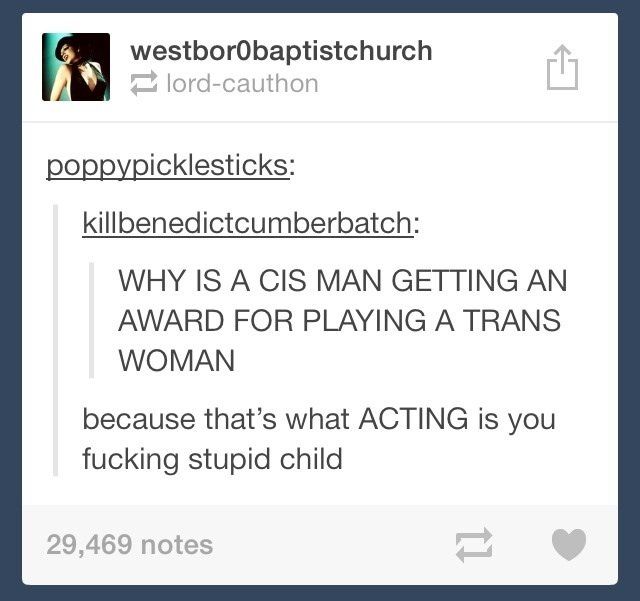 westbor0baptistchurch
lord-cauthon
poppypicklesticks:
killbenedictcumberbatch:
WHY IS A CIS MAN GETTING AN
AWARD FOR PLAYING A TRANS
WOMAN
because that’s what ACTING is you
fucking stupid child
29,469 notes